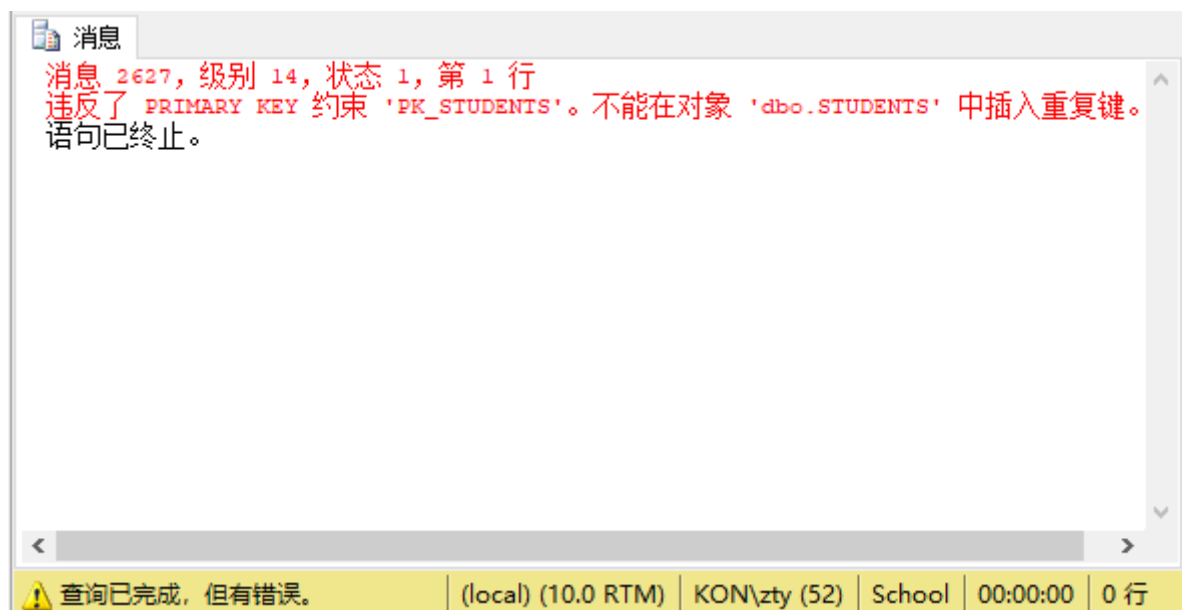 消息
消息 2627，级别 14，状态 1，第 1 行
违反了 PRIMARY KEY 约束 'PK_STUDENTS'。不能在对象 'dbo.STUDENTS' 中插入重复键。
语句已终止。
查询已完成，但有错误。 (local) (10.0 RTM) KON\zty (52) School 00:00:00 0 行